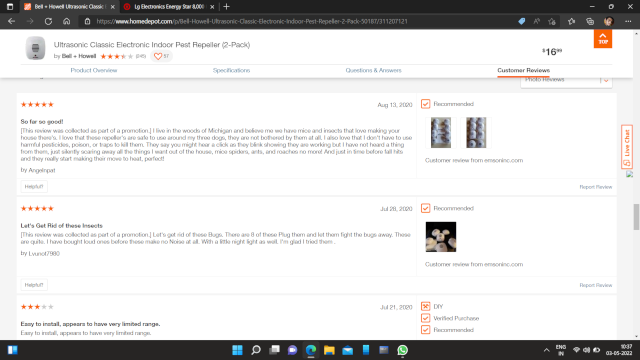 Bell + Howell Ultrasonic Classic
Lg Electronics Energy Star 8,000
https://www.homedepot.com/p/Bell-Howell-Ultrasonic-Classic-Electronic-Indoor-Pest-Repeller-2-Pack-50187/311207121
Ultrasonic Classic Electronic Indoor Pest Repeller (2-Pack)
by Bell + Howell
57
$16.99
TOP
Product Overview
Specifications
Questions & Answers
Customer Reviews
Photo Reviews
Aug 13, 2020
So far so good!
[This review was collected as part of a promotion.] I live in the woods of Michigan and believe me we have mice and insects that love making your
house there's. I love that these repeller's are safe to use around my three dogs, they are not bothered by them at all. I also love that I don't have to use
harmful pesticides, poison, or traps to kill them. They say you might hear a click as they blink showing they are working but I have not heard a thing
from them, just silently scaring away all the things I want out of the house, mice spiders, ants, and roaches no more! And just in time before fall hits
and they really start making their move to heat, perfect!
by Angelnpat
Recommended
Customer review from emsoninc.com
Helpful?
Report Review
Live Chat
Jul 28, 2020
Let's Get Rid of these Insects
[This review was collected as part of a promotion.] Let's get rid of these Bugs. There are 8 of these Plug them and let them fight the bugs away. These
are quite. I have bought loud ones before these make no Noise at all. With a little night light as well. I'm glad I tried them .
by Lvunot7980
Recommended
Customer review from emsoninc.com
Helpful?
Report Review
Jul 21, 2020
Easy to install, appears to have very limited range.
Easy to install, appears to have very limited range.
DIY
Verified Purchase
Recommended
ENG
IN
10:37
03-05-2022